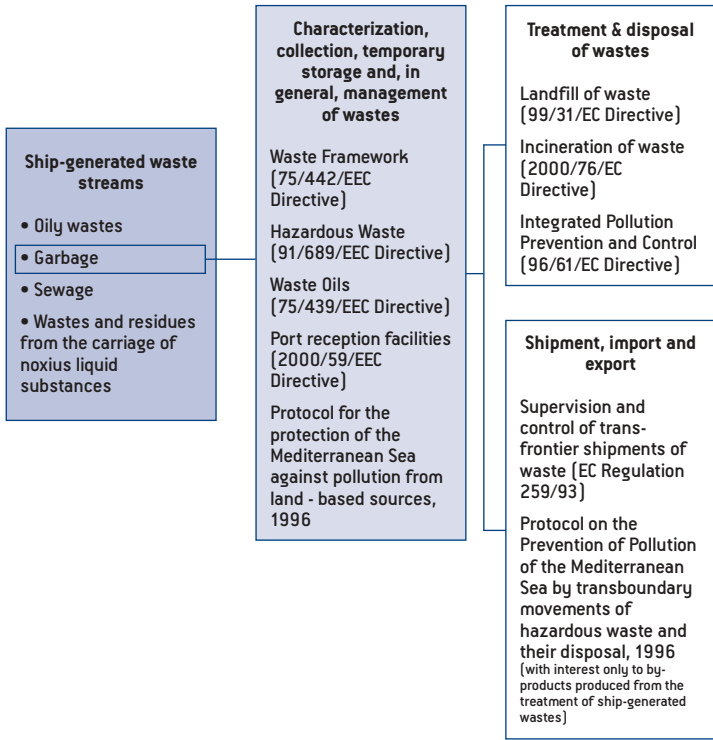 Ship-generated waste
streams
• Oily wastes
• Garbage
• Sewage
• Wastes and residues
from the carriage of
noxius liquid
substances
Characterization,
collection, temporary
storage and, in
general, management
of wastes
Waste Framework
(75/442/EEC
Directive)
Hazardous Waste
(91/689/EEC Directive)
Waste Oils
(75/439/EEC Directive)
Port reception facilities
(2000/59/EEC
Directive)
Protocol for the
protection of the
Mediterranean Sea
against pollution from
land - based sources,
1996
Treatment & disposal
of wastes
Landfill of waste
(99/31/EC Directive)
Incineration of waste
(2000/76/EC
Directive)
Integrated Pollution
Prevention and Control
(96/61/EC Directive)
Shipment, import and
export
Supervision and
control of trans-
frontier shipments of
waste (EC Regulation
259/93)
Protocol on the
Prevention of Pollution
of the Mediterranean
Sea by transboundary
movements of
hazardous waste and
their disposal, 1996
(with interest only to by-
products produced from the
treatment of ship-generated
wastes)